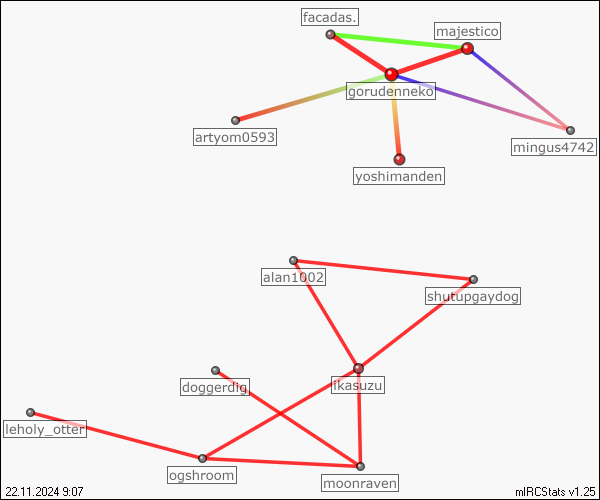 facadas.
majestico
gorudenneko
artyom0593
mingus4742
yoshimanden
alan1002
shutupgaydog
doggerdig
ikasuzu
leholy_otter
ogshroom
moonraven
22.11.2024 9:07
mIRCStats v1.25